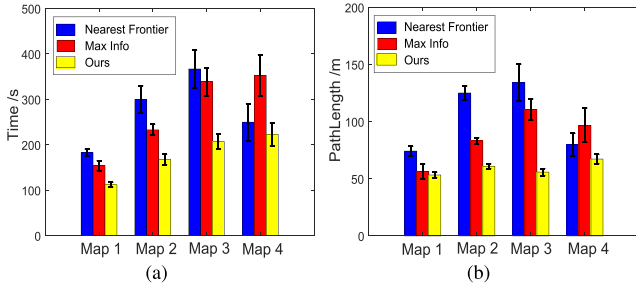 500
400
300
200
100
0
Time /s
Nearest Frontier
Max Info
Ours
Map 1 Map 2 Map 3 Map 4
(a)
200
150
100
50
0
PathLength /m
Nearest Frontier
Max Info
Ours
Map 1 Map 2 Map 3 Map 4
(b)